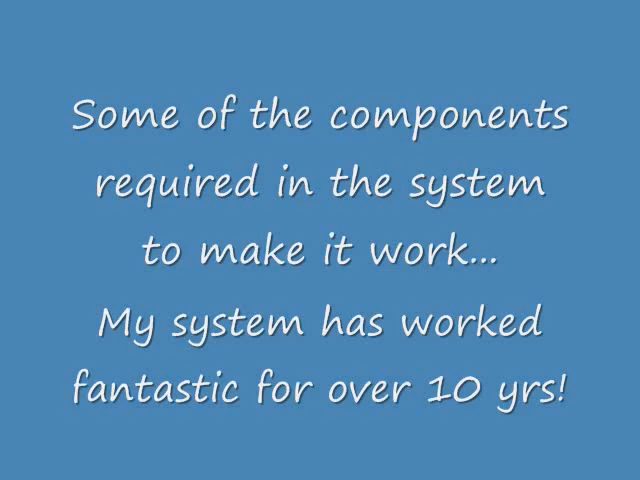 Some of the components
required in the system
to make it work...
My system has worked
fantastic for over 10 yrs!